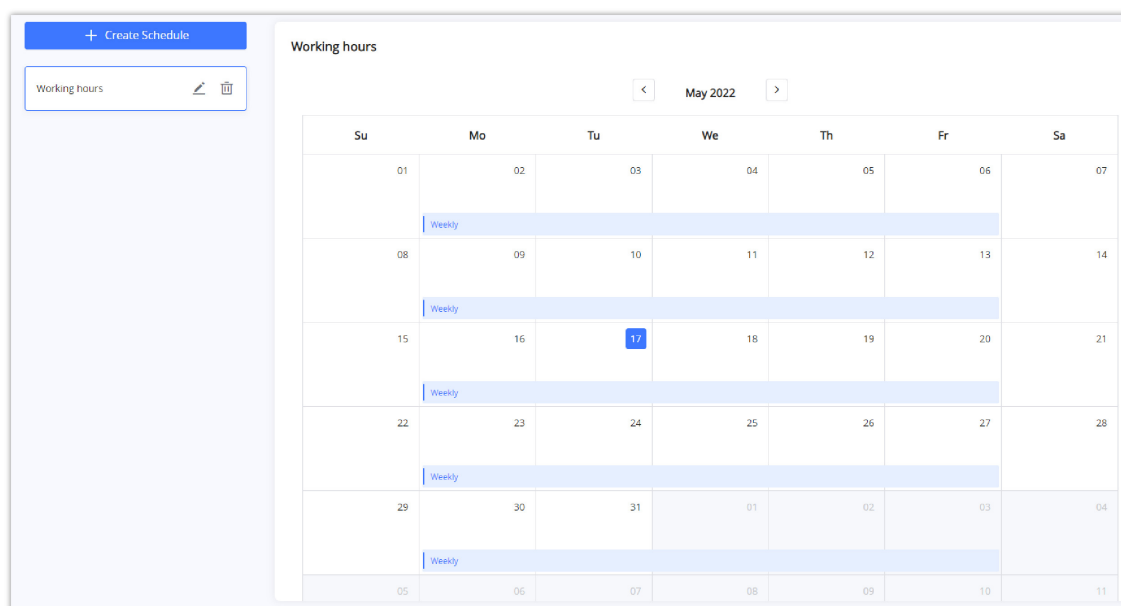 + Create Schedule
Working hours
Working hours
May 2022
Su Mo Tu We Th Fr Sa
01 02 03 04 05 06 07
Weekly
08 09 10 11 12 13 14
Weekly
15 16 17 18 19 20 21
Weekly
22 23 24 25 26 27 28
Weekly
29 30 31 01 02 03 04
Weekly
05 06 07 08 09 10 11